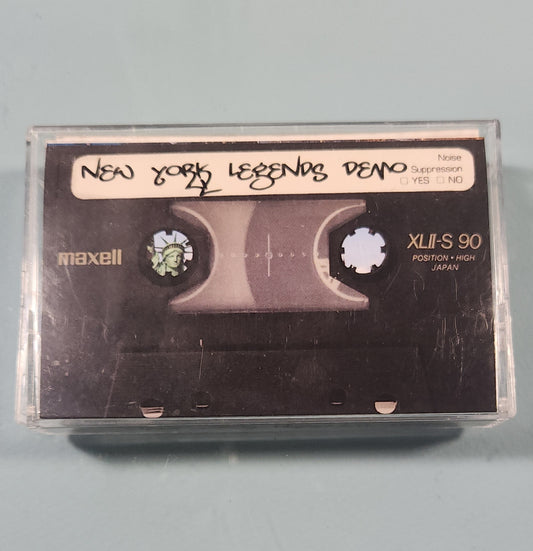 NEW YORK LEGENDS DEMO
Noise
Suppression
YES NO
maxell
XLII-S 90
POSITION • HIGH
JAPAN